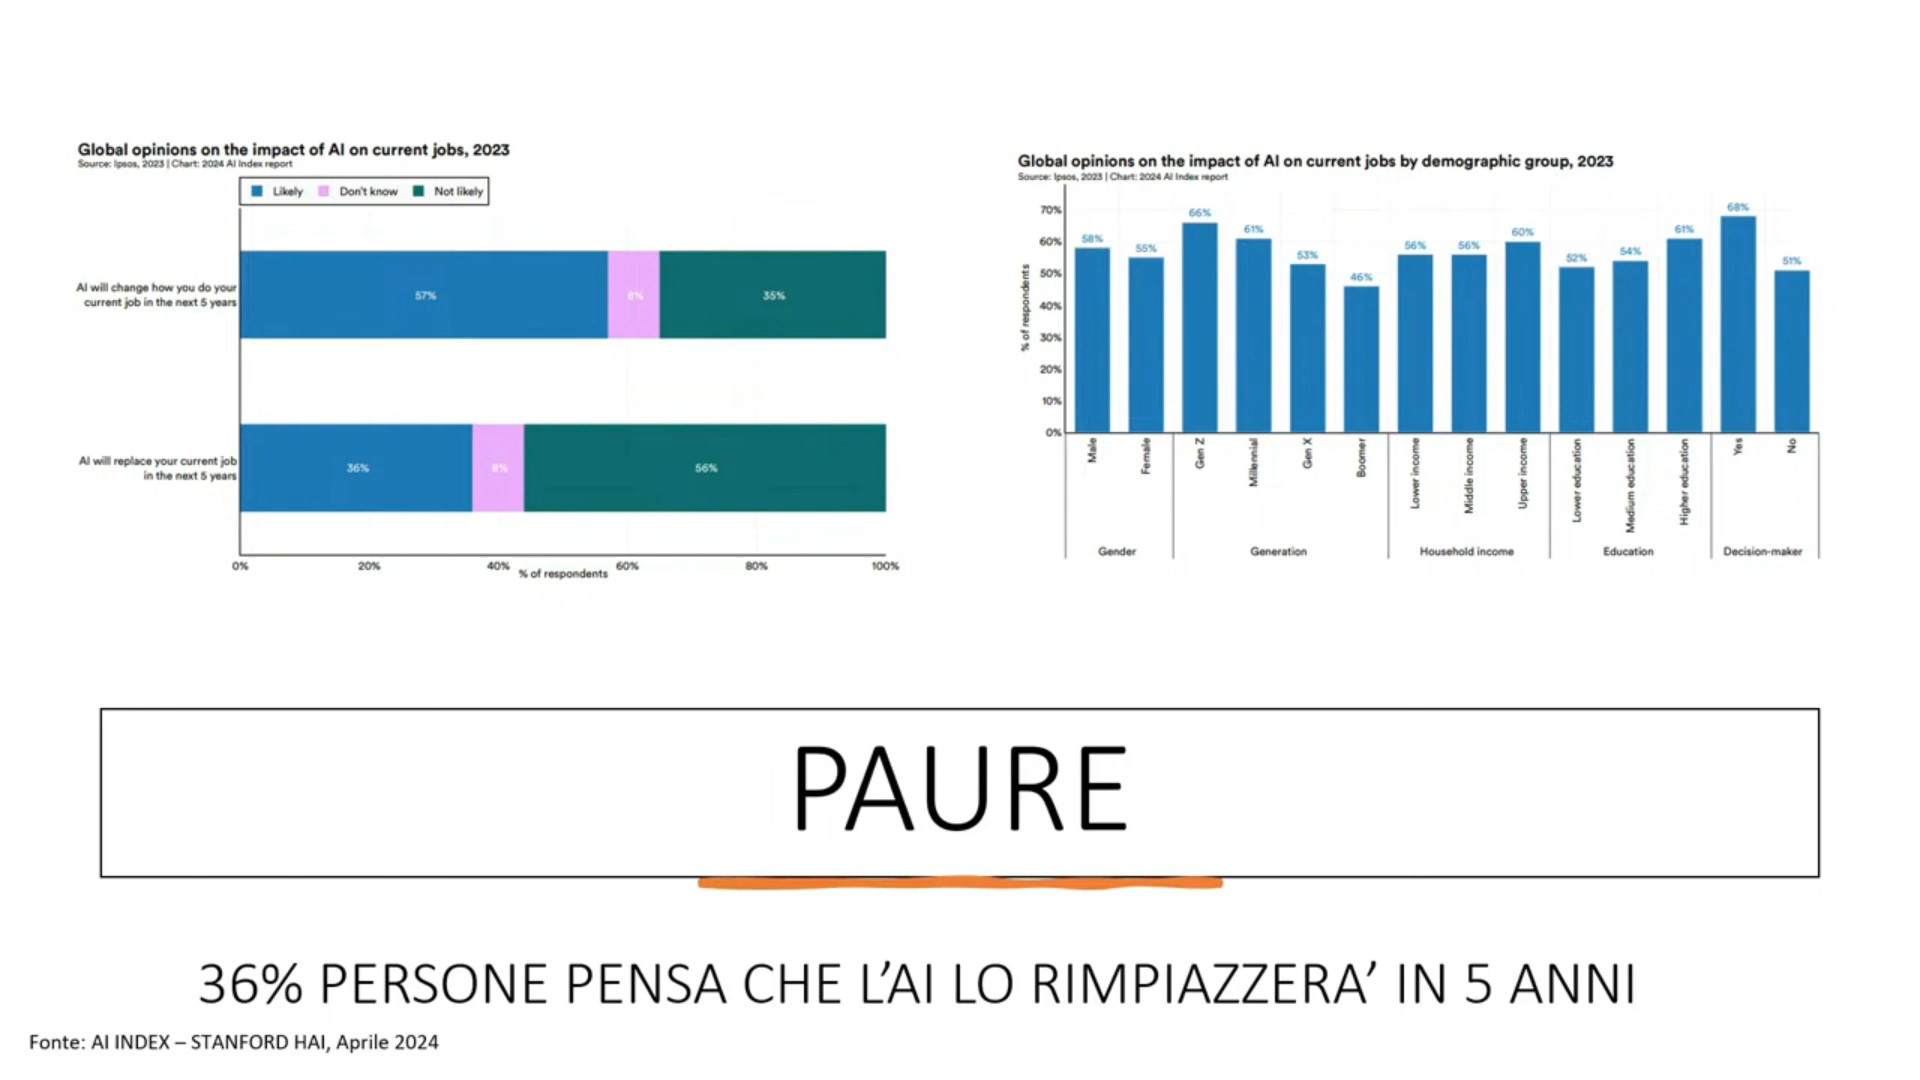 Global opinions on the impact of AI on current jobs, 2023
Source: Ipsos, 2023 | Chart: 2024 AI Index report
Likely Don't know Not likely
AI will change how you do your
current job in the next 5 years
57% 8% 35%
AI will replace your current job
in the next 5 years
36% 8% 56%
0% 20% 40% 60% 80% 100%
% of respondents
Global opinions on the impact of AI on current jobs by demographic group, 2023
Source: Ipsos, 2023 | Chart: 2024 AI Index report
% of respondents
70%
60%
50%
40%
30%
20%
10%
0%
58% 55% 66% 61% 53% 46% 56% 56% 60% 52% 54% 61% 68% 51%
Male
Female
Gen Z
Millennial
Gen X
Boomer
Lower income
Middle income
Upper income
Lower education
Medium education
Higher education
Yes
No
Gender Generation Household income Education Decision-maker
PAURE
36% PERSONE PENSA CHE L’AI LO RIMPIAZZERA’ IN 5 ANNI
Fonte: AI INDEX – STANFORD HAI, Aprile 2024